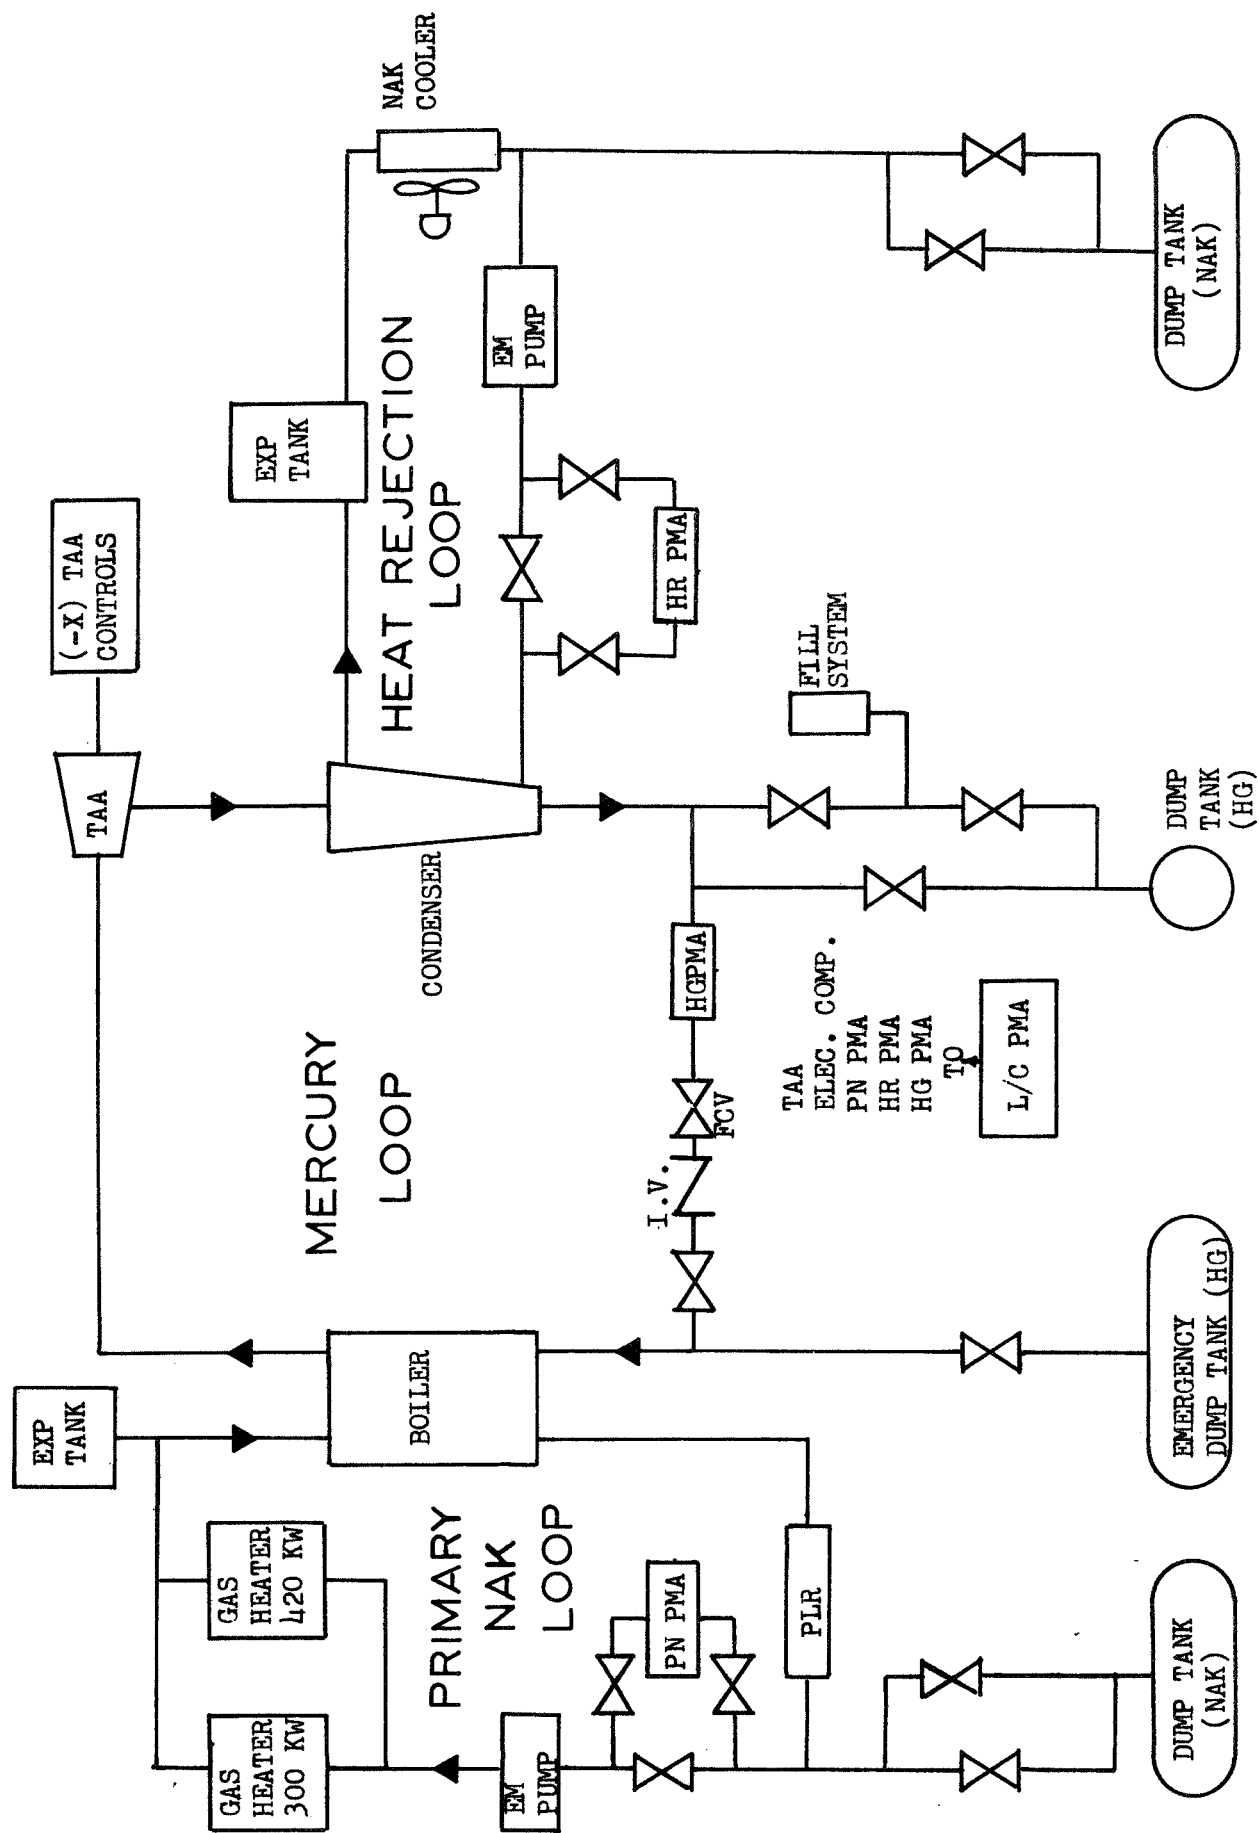 EXP
TANK
GAS
HEATER
420 KW
GAS
HEATER
300 KW
PRIMARY
NAK
LOOP
EM
PUMP
PN PMA
PLR
DUMP TANK
(NAK)
BOILER
EMERGENCY
DUMP TANK (HG)
MERCURY
LOOP
I.V.
FCV
HGPMA
TAA
ELEC. COMP.
PN PMA
HR PMA
HG PMA
TO
L/C PMA
TAA
(-X) TAA
CONTROLS
CONDENSER
FILL
SYSTEM
DUMP
TANK
(HG)
EXP
TANK
HEAT REJECTION
LOOP
HR PMA
EM
PUMP
NAK
COOLER
DUMP TANK
(NAK)